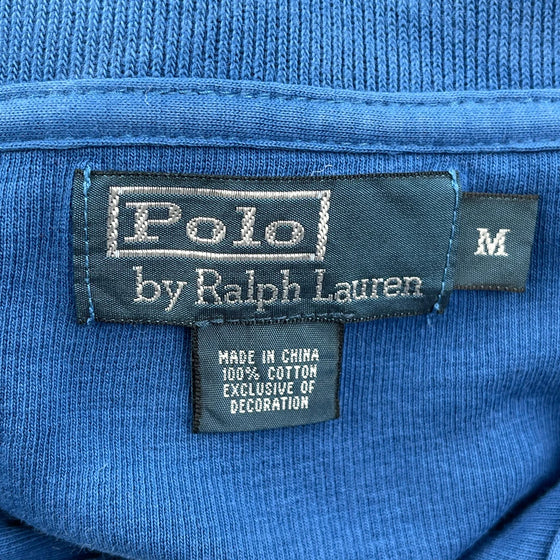 Polo
by Ralph Lauren
M
MADE IN CHINA
100% COTTON
EXCLUSIVE OF
DECORATION